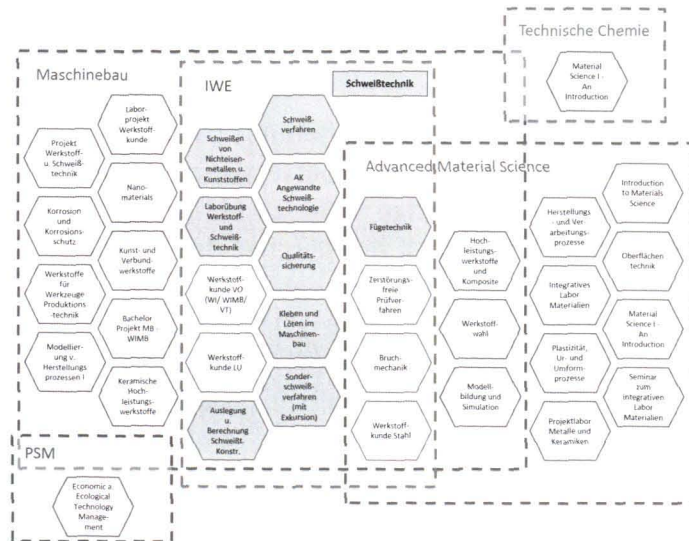 Technische Chemie
Material
Science I -
An
Introduction
Maschinebau
Labor-
projekt
Werkstoff-
kunde
Projekt
Werkstoff-
u. Schweiß-
technik
Nano-
materials
Korrosion
und
Korrosions-
schutz
Kunst- und
Verbund-
werkstoffe
Werkstoffe
für
Werkzeuge
Produktions-
technik
Bachelor
Projekt MB -
WIMB
Modellier-
ung v.
Herstellungs
prozessen I
Keramische
Hoch-
leistungs-
werkstoffe
IWE
Schweißtechnik
Schweiß-
verfahren
Schweißen
von
Nichteisen-
metallen u.
Kunststoffen
AK
Angewandte
Schweiß-
technologie
Laborübung
Werkstoff-
und
Schweiß-
technik
Qualitäts-
sicherung
Werkstoff-
kunde VO
(WI/ WIMB/
VT)
Kleben und
Löten im
Maschinen-
bau
Werkstoff-
kunde LU
Sonder-
schweiß-
verfahren
(mit
Exkursion)
Auslegung
u.
Berechnung
Schweißt.
Konstr.
Advanced Material Science
Fügetechnik
Zerstörungs-
freie
Prüfver-
fahren
Bruch-
mechanik
Werkstoff-
kunde Stahl
Hoch-
leistungs-
werkstoffe
und
Komposite
Werkstoff-
wahl
Modell-
bildung und
Simulation
Herstellungs
- und Ver-
arbeitungs-
prozesse
Integratives
Labor
Materialien
Plastizität,
Ur- und
Umform-
prozesse
Projektlabor
Metalle und
Keramiken
Introduction
to Materials
Science
Oberflächen
technik
Material
Science I -
An
Introduction
Seminar
zum
Integrativen
Labor
Materialien
PSM
Economic a.
Ecological
Technology
Manage-
ment